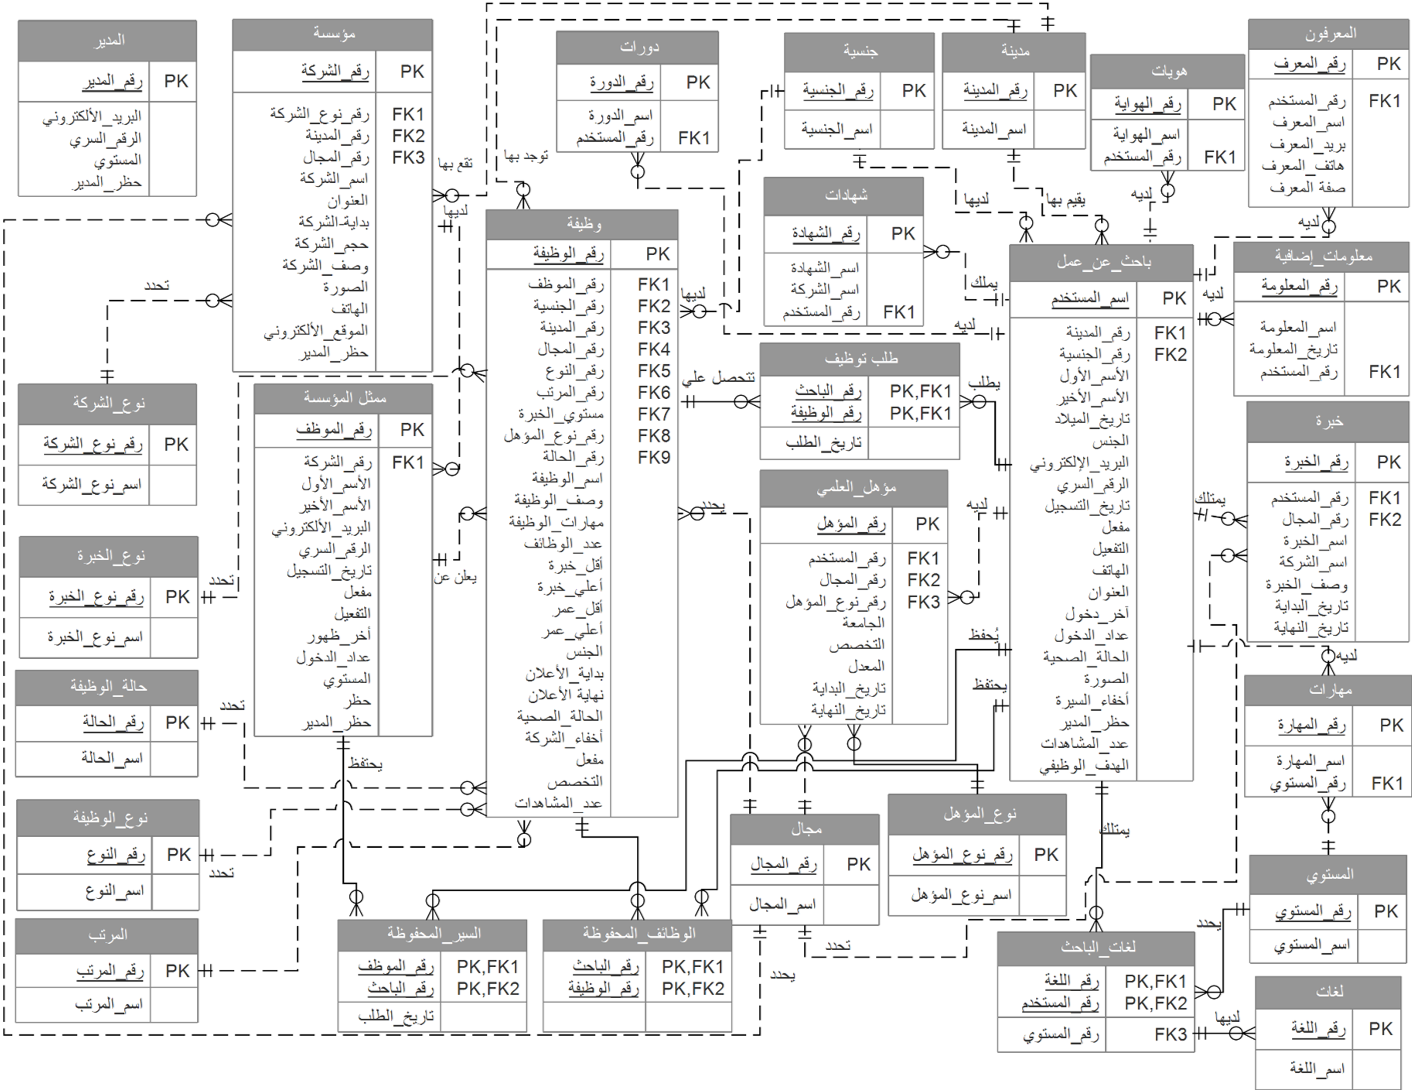 المدير
PK رقم_المدير
البريد_الألكتروني
الرقم_السري
المستوي
حظر_المدير
مؤسسة
PK رقم_الشركة
FK1 رقم_نوع_الشركة
FK2 رقم_المدينة
FK3 رقم_المجال
اسم_الشركة
العنوان
بداية-الشركة
حجم_الشركة
وصف_الشركة
الصورة
الهاتف
الموقع_الألكتروني
حظر_المدير
دورات
PK رقم_الدورة
اسم_الدورة
FK1 رقم_المستخدم
جنسية
PK رقم_الجنسية
اسم_الجنسية
مدينة
PK رقم_المدينة
اسم_المدينة
هويات
PK رقم_الهواية
اسم_الهواية
FK1 رقم_المستخدم
المعرفون
PK رقم_المعرف
FK1 رقم_المستخدم
اسم_المعرف
بريد_المعرف
هاتف_المعرف
صفة المعرف
تقع بها
توجد بها
لديها
لديها
يقيم بها
لديه
لديه
شهادات
PK رقم_الشهادة
اسم_الشهادة
اسم_الشركة
FK1 رقم_المستخدم
يمتلك
لديه
لديه
لديها
وظيفة
PK رقم_الوظيفة
FK1 رقم_الموظف
FK2 رقم_الجنسية
FK3 رقم_المدينة
FK4 رقم_المجال
FK5 رقم_النوع
FK6 رقم_المرتب
FK7 مستوي_الخبرة
FK8 رقم_نوع_المؤهل
FK9 رقم_الحالة
اسم_الوظيفة
وصف_الوظيفة
مهارات_الوظيفة
عدد_الوظائف
أقل_خبرة
أعلي_خبرة
أقل_عمر
أعلي_عمر
الجنس
بداية_الأعلان
نهاية الأعلان
الحالة_الصحية
أخفاء_الشركة
مفعل
التخصص
عدد_المشاهدات
باحث_عن_عمل
PK اسم_المستخدم
FK1 رقم_المدينة
FK2 رقم_الجنسية
الأسم_الأول
الأسم_الأخير
تاريخ_الميلاد
الجنس
البريد_الإلكتروني
الرقم_السري
تاريخ_التسجيل
مفعل
التفعيل
الهاتف
العنوان
آخر_دخول
عداد_الدخول
الحالة_الصحية
الصورة
أخفاء_السيرة
حظر_المدير
عدد_المشاهدات
الهدف_الوظيفي
معلومات_إضافية
PK رقم_المعلومة
اسم_المعلومة
تاريخ_المعلومة
FK1 رقم_المستخدم
طلب توظيف
PK,FK1 رقم_الباحث
PK,FK1 رقم_الوظيفة
تاريخ_الطلب
تتحصل علي
يطلب
تحدد
نوع_الشركة
PK رقم_نوع_الشركة
اسم_نوع_الشركة
ممثل المؤسسة
PK رقم_الموظف
FK1 رقم_الشركة
الأسم_الأول
الأسم_الأخير
البريد_الألكتروني
الرقم_السري
تاريخ_التسجيل
مفعل
التفعيل
أخر_ظهور
عداد_الدخول
المستوي
حظر
حظر_المدير
يعلن عن
خبرة
PK رقم_الخبرة
FK1 رقم_المستخدم
FK2 رقم_المجال
اسم_الخبرة
اسم_الشركة
وصف_الخبرة
تاريخ_البداية
تاريخ_النهاية
يمتلك
مؤهل_العلمي
PK رقم_المؤهل
FK1 رقم_المستخدم
FK2 رقم_المجال
FK3 رقم_نوع_المؤهل
الجامعة
التخصص
المعدل
تاريخ_البداية
تاريخ_النهاية
يحدد
لديه
يُحفظ
يحتفظ
نوع_الخبرة
PK رقم_نوع_الخبرة
اسم_نوع_الخبرة
تحدد
حالة_الوظيفة
PK رقم_الحالة
اسم_الحالة
تحدد
نوع_الوظيفة
PK رقم_النوع
اسم_النوع
تحدد
المرتب
PK رقم_المرتب
اسم_المرتب
يحتفظ
لديه
مهارات
PK رقم_المهارة
اسم_المهارة
FK1 رقم_المستوي
مجال
PK رقم_المجال
اسم_المجال
نوع_المؤهل
PK رقم_نوع_المؤهل
اسم_نوع_المؤهل
يمتلك
المستوي
PK رقم_المستوي
اسم_المستوي
السير_المحفوظة
PK,FK1 رقم_الموظف
PK,FK2 رقم_الباحث
تاريخ_الطلب
الوظائف_المحفوظة
PK,FK1 رقم_الباحث
PK,FK2 رقم_الوظيفة
يحدد
تحدد
يحدد
لغات_الباحث
PK,FK1 رقم_اللغة
PK,FK2 رقم_المستخدم
FK3 رقم_المستوي
لديها
لغات
PK رقم_اللغة
اسم_اللغة